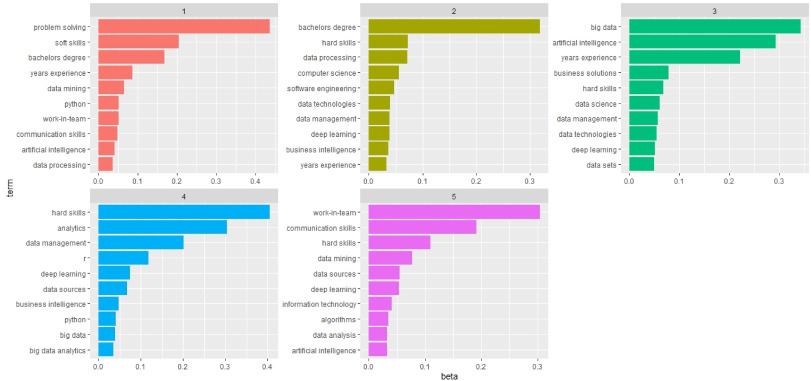 1
problem solving
soft skills
bachelors degree
years experience
data mining
python
work-in-team
communication skills
artificial intelligence
data processing
0.0 0.1 0.2 0.3 0.4
2
bachelors degree
hard skills
data processing
computer science
software engineering
data technologies
data management
deep learning
business intelligence
years experience
0.0 0.1 0.2 0.3
3
big data
artificial intelligence
years experience
business solutions
hard skills
data science
data management
data technologies
deep learning
data sets
0.0 0.1 0.2 0.3
term
4
hard skills
analytics
data management
r
deep learning
data sources
business intelligence
python
big data
big data analytics
0.0 0.1 0.2 0.3 0.4
5
work-in-team
communication skills
hard skills
data mining
data sources
deep learning
information technology
algorithms
data analysis
artificial intelligence
0.0 0.1 0.2 0.3
beta